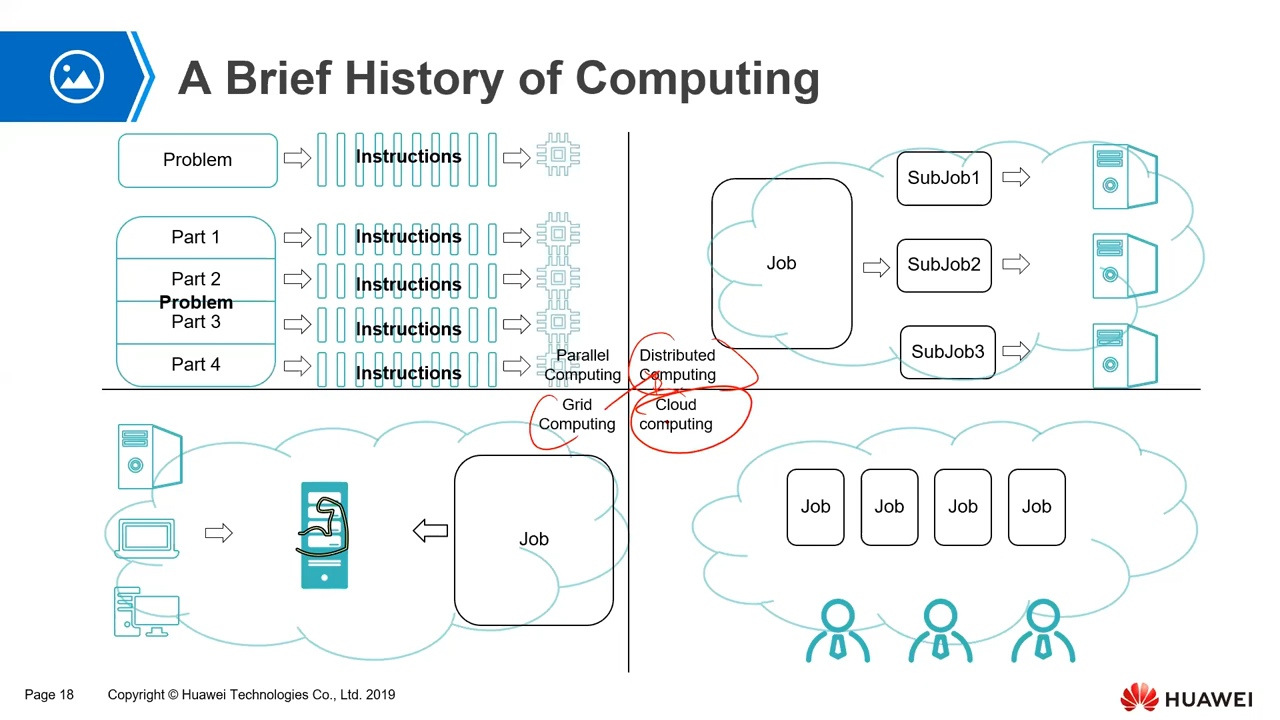 A Brief History of Computing
Problem
Instructions
Part 1
Instructions
Part 2
Instructions
Problem
Part 3
Instructions
Part 4
Instructions
Parallel
Computing
Job
SubJob1
SubJob2
SubJob3
Distributed
Computing
Grid
Computing
Job
Cloud
computing
Job
Job
Job
Job
Page 18
Copyright © Huawei Technologies Co., Ltd. 2019
HUAWEI